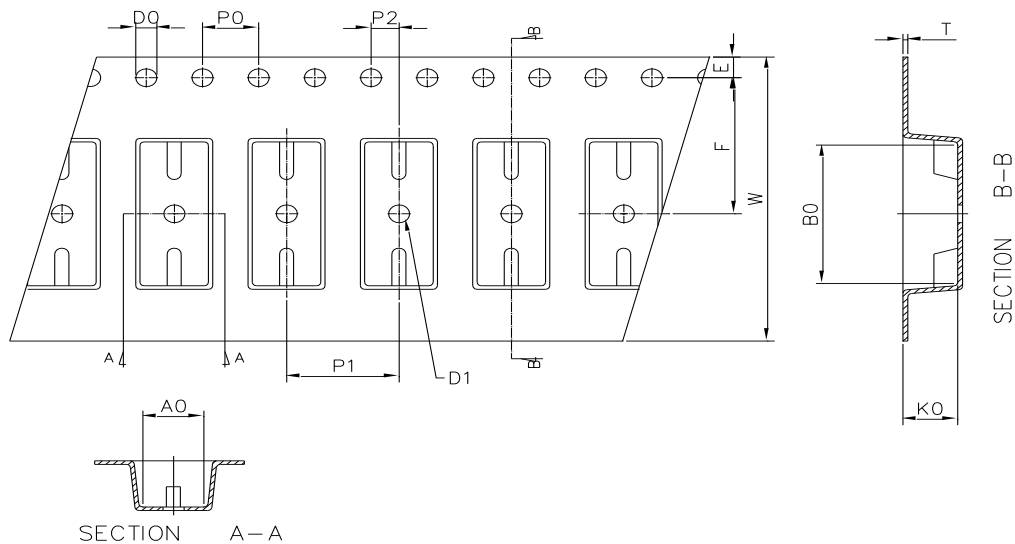 D0
P0
P2
B
T
E
F
W
B0
SECTION B-B
A
A
P1
D1
B
K0
A0
SECTION A-A